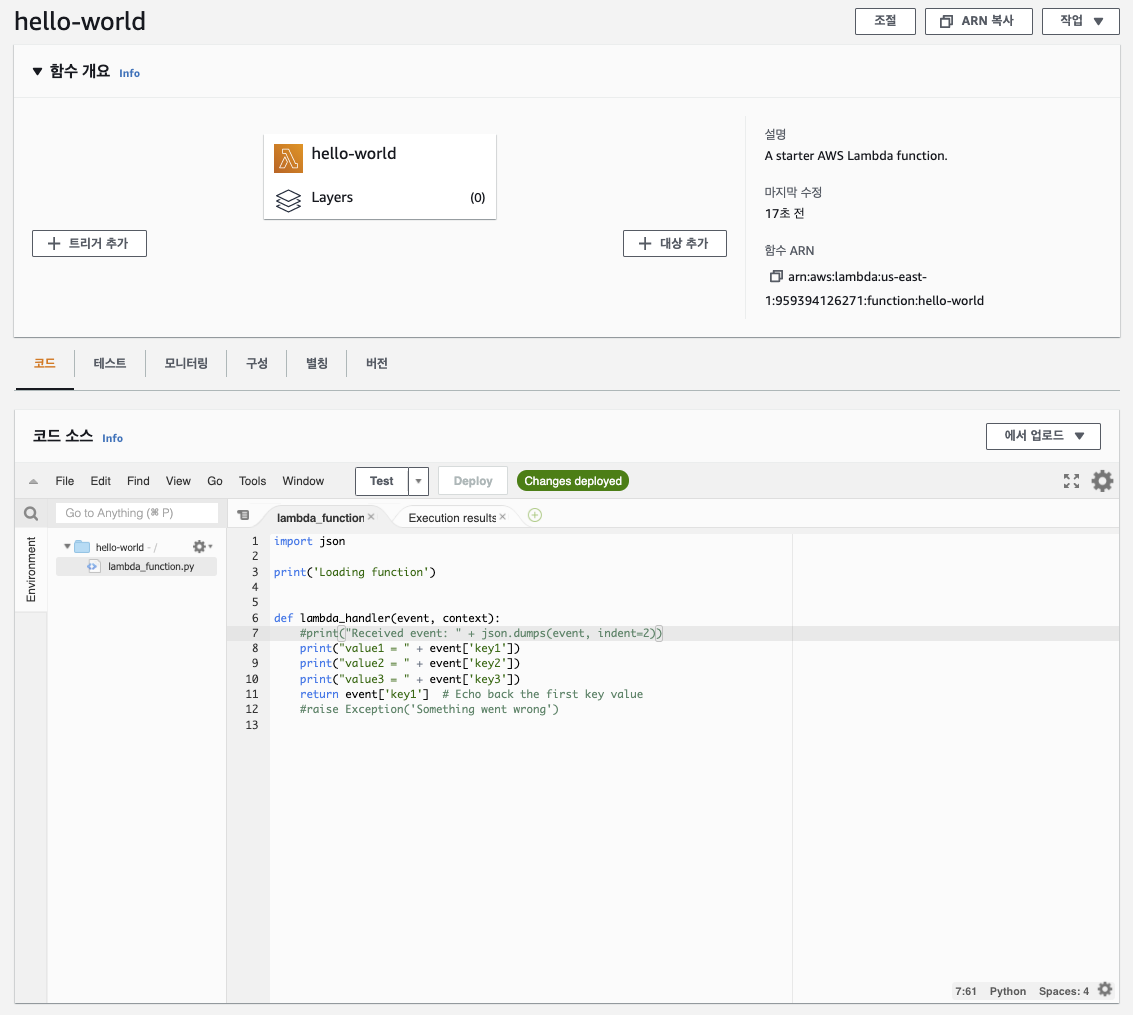 hello-world
조절
ARN 복사
작업
함수 개요 Info
hello-world
Layers (0)
트리거 추가
대상 추가
설명
A starter AWS Lambda function.
마지막 수정
17초 전
함수 ARN
arn:aws:lambda:us-east-
1:959394126271:function:hello-world
코드 테스트 모니터링 구성 별칭 버전
코드 소스 Info
에서 업로드
File Edit Find View Go Tools Window Test Deploy Changes deployed
Go to Anything (⌘ P)
lambda_function Execution results
Environment
hello-world - /
lambda_function.py
1 import json
2
3 print('Loading function')
4
5
6 def lambda_handler(event, context):
7 #print("Received event: " + json.dumps(event, indent=2))
8 print("value1 = " + event['key1'])
9 print("value2 = " + event['key2'])
10 print("value3 = " + event['key3'])
11 return event['key1']  # Echo back the first key value
12 #raise Exception('Something went wrong')
13
7:61 Python Spaces: 4